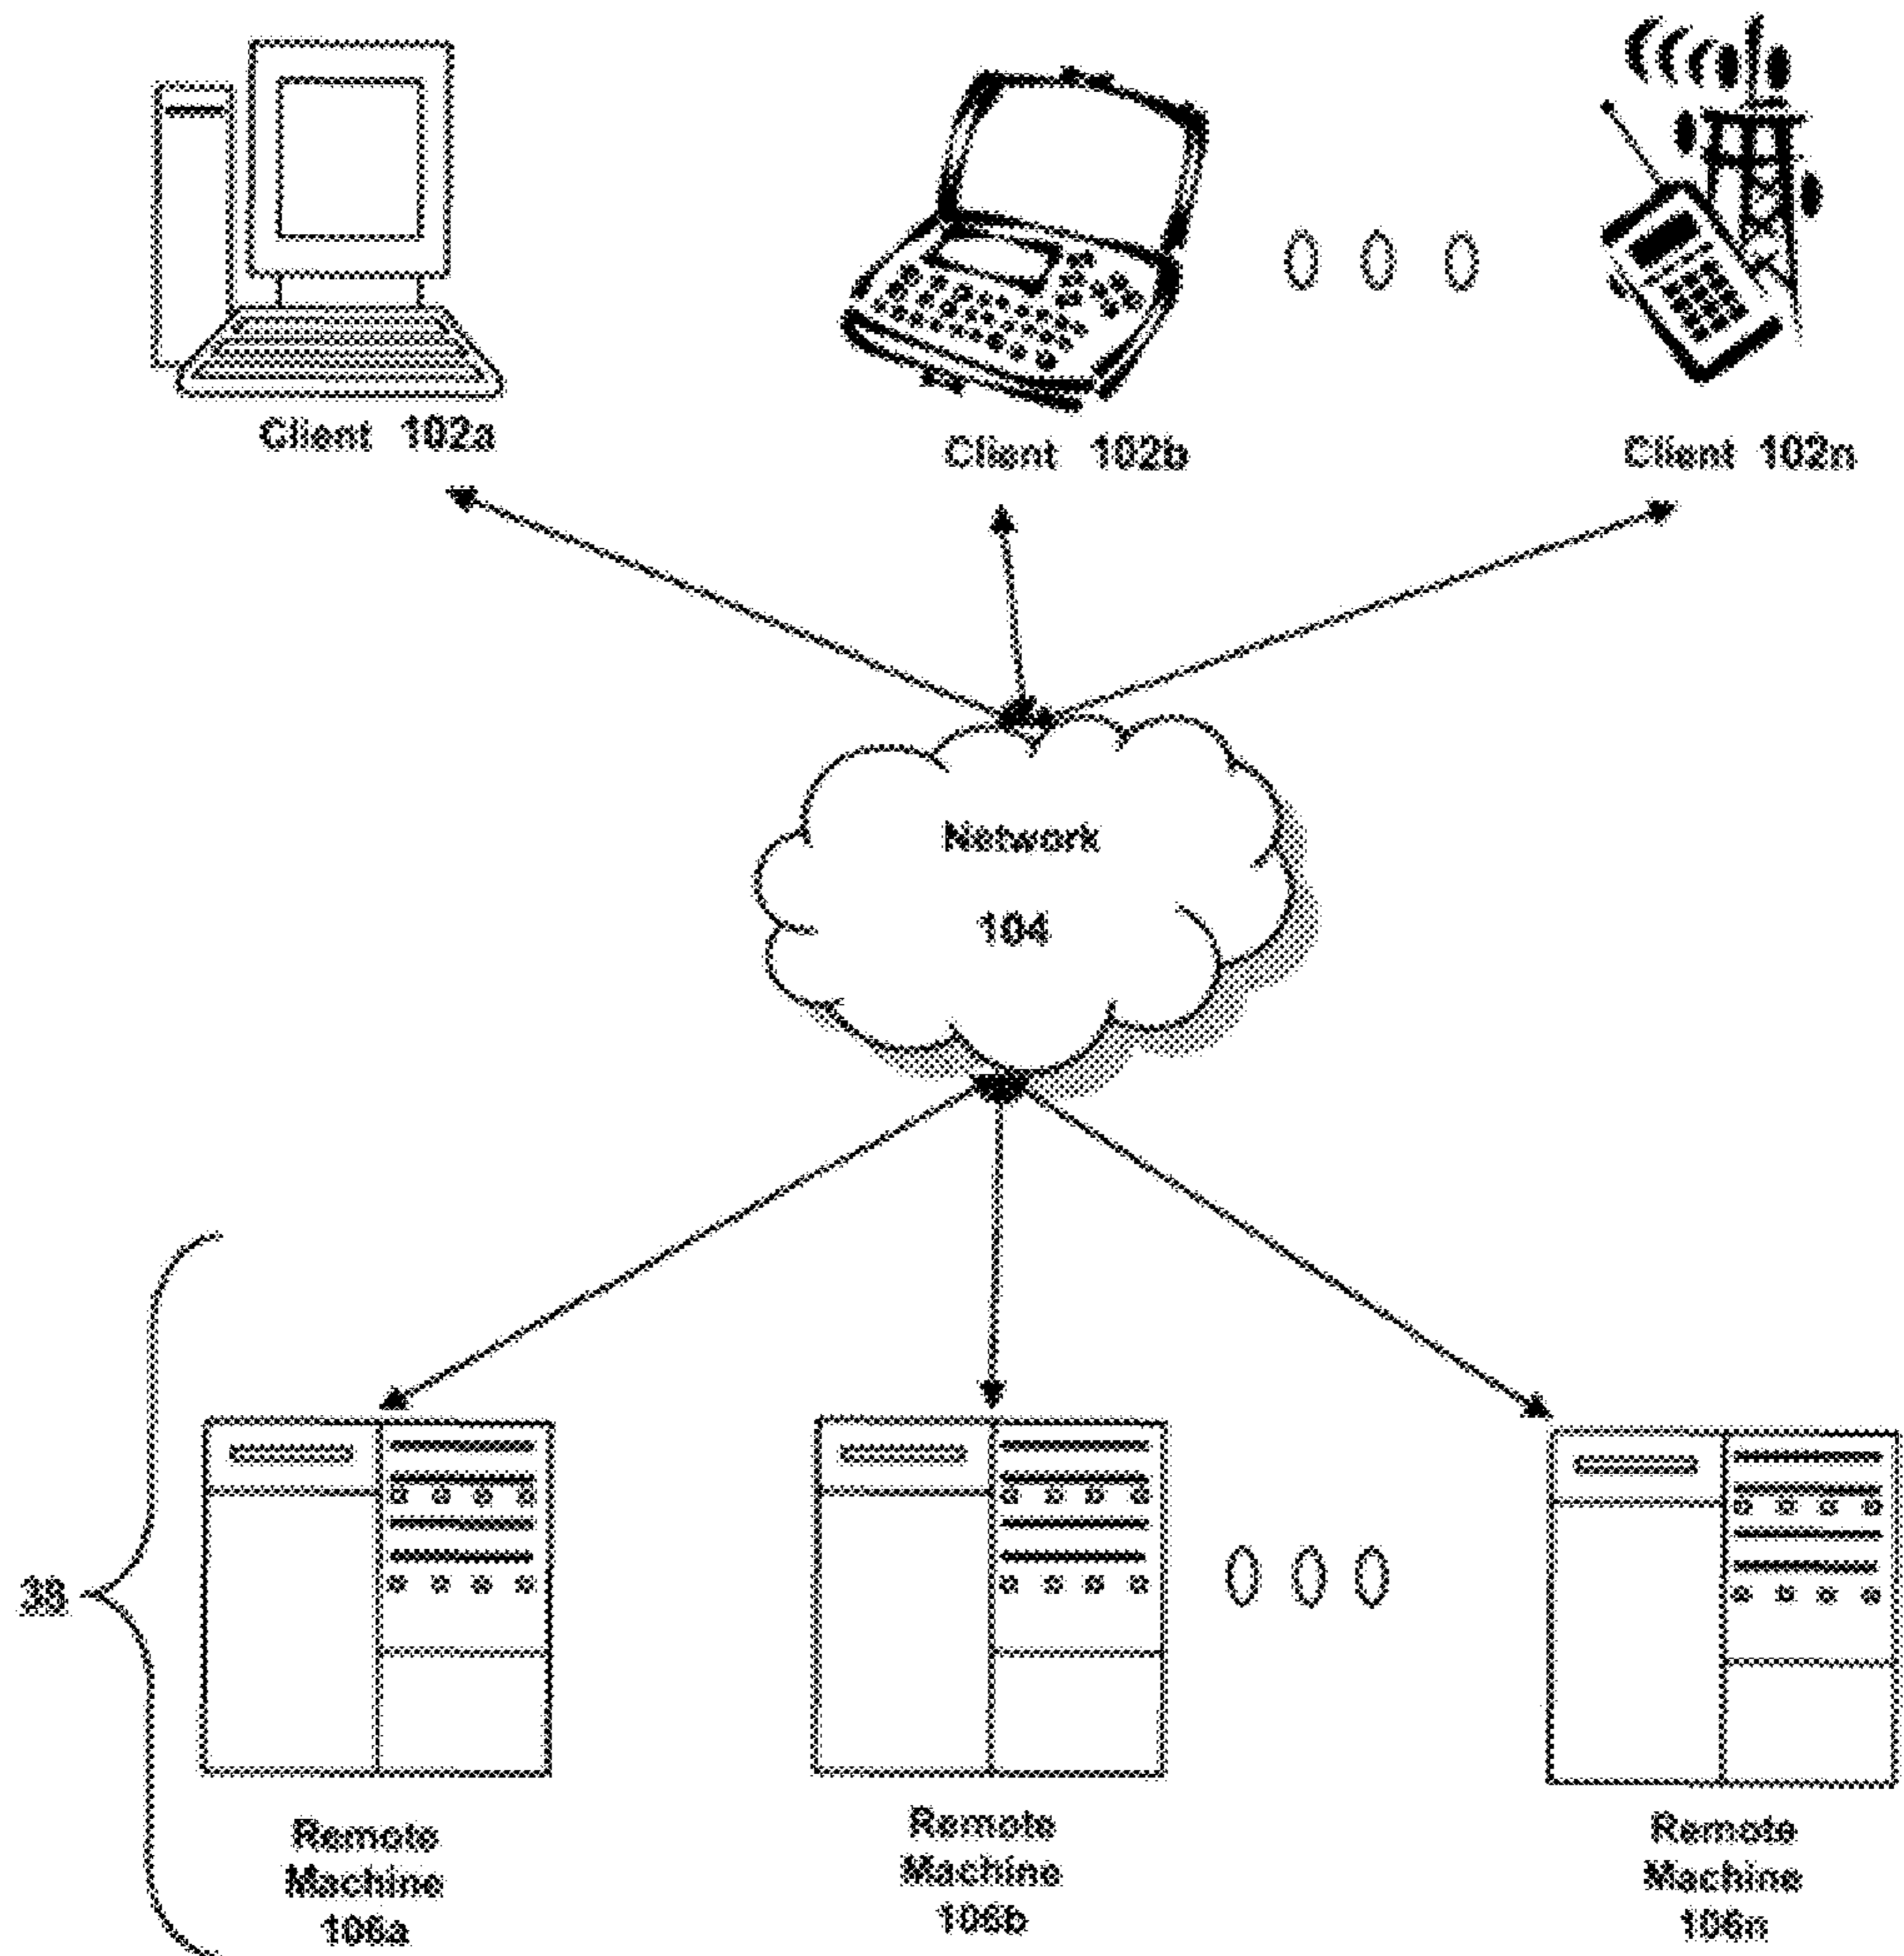 Client 102a
Client 102b
Client 102n
Network
104
38
Remote
Machine
106a
Remote
Machine
106b
Remote
Machine
106n